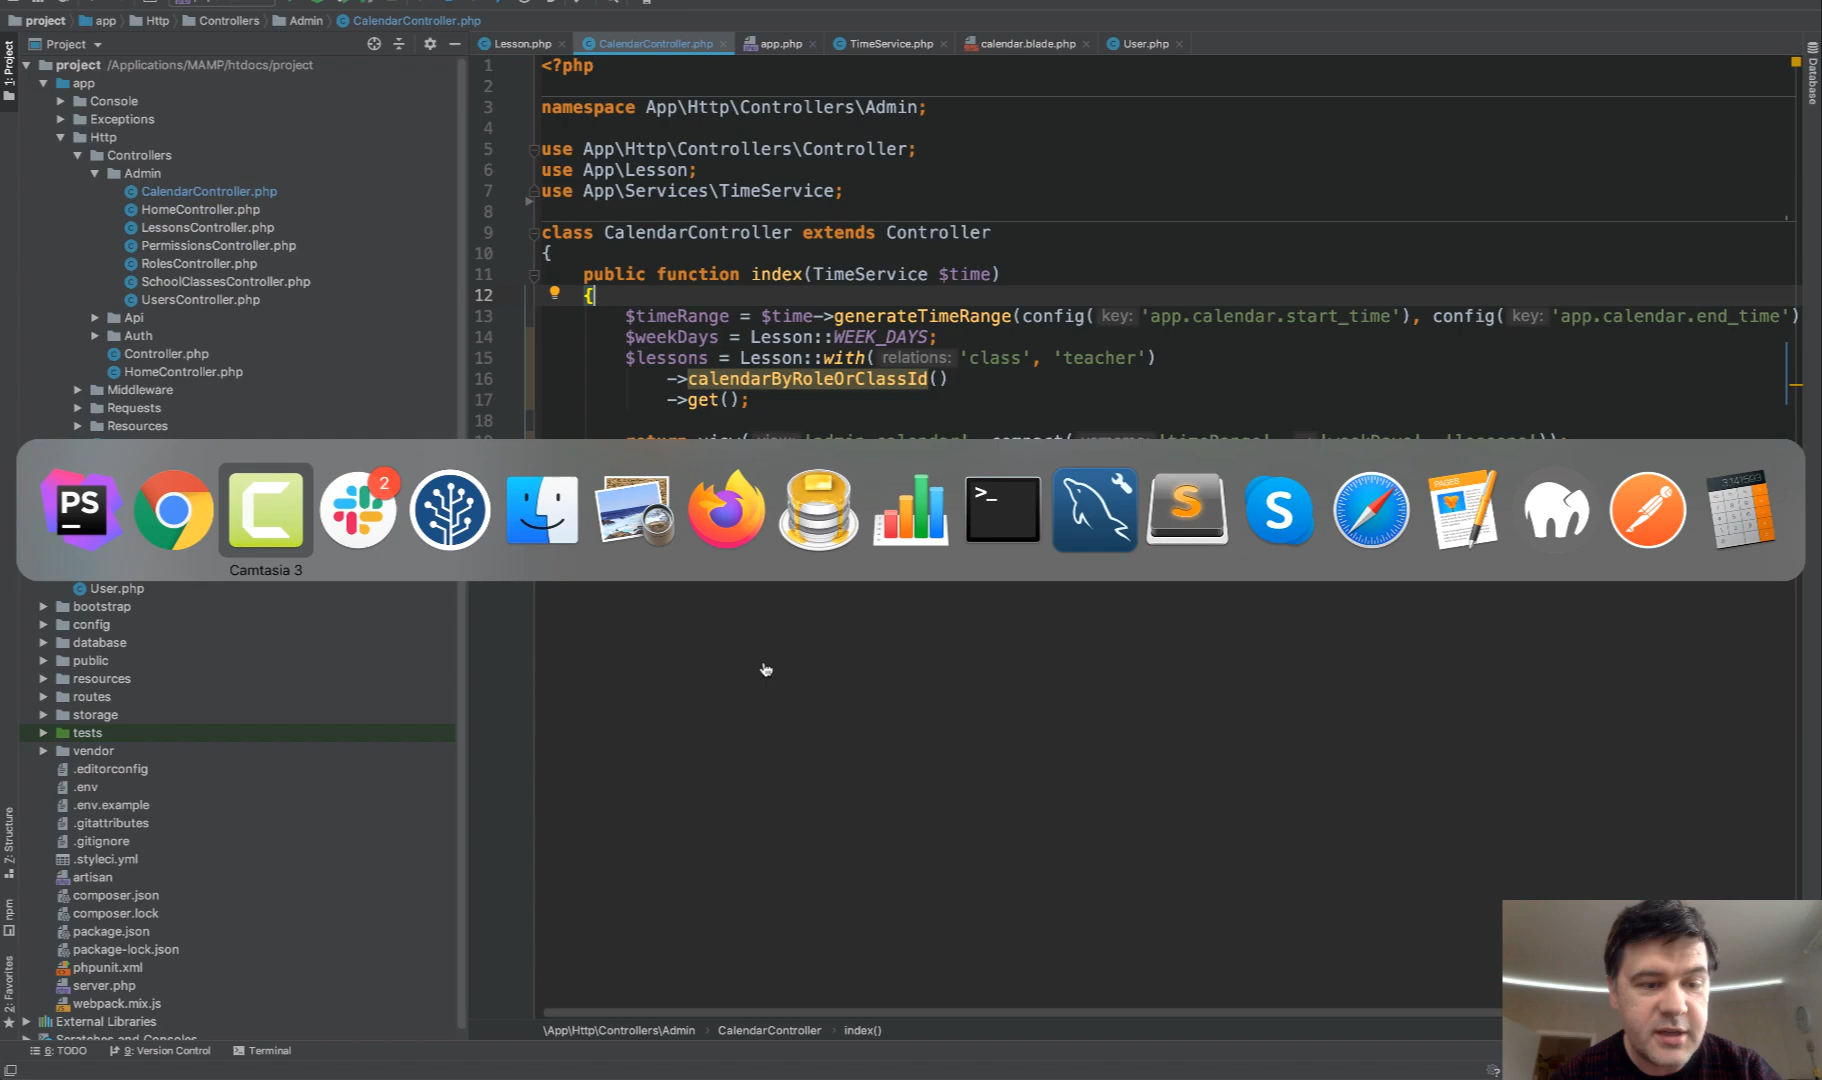 project app Http Controllers Admin CalendarController.php
1: Project
Project
Lesson.php CalendarController.php app.php TimeService.php calendar.blade.php User.php
Database
project /Applications/MAMP/htdocs/project
app
Console
Exceptions
Http
Controllers
Admin
CalendarController.php
HomeController.php
LessonsController.php
PermissionsController.php
RolesController.php
SchoolClassesController.php
UsersController.php
Api
Auth
Controller.php
HomeController.php
Middleware
Requests
Resources
1 <?php
2
3 namespace App\Http\Controllers\Admin;
4
5 use App\Http\Controllers\Controller;
6 use App\Lesson;
7 use App\Services\TimeService;
8
9 class CalendarController extends Controller
10 {
11 public function index(TimeService $time)
12 {
13 $timeRange = $time->generateTimeRange(config( key: 'app.calendar.start_time'), config( key: 'app.calendar.end_time')
14 $weekDays = Lesson::WEEK_DAYS;
15 $lessons = Lesson::with( relations: 'class', 'teacher')
16 ->calendarByRoleOrClassId()
17 ->get();
18
PS
2
>_
S
S
PAGES
3.141593
Camtasia 3
User.php
bootstrap
config
database
public
resources
routes
storage
tests
vendor
.editorconfig
.env
.env.example
.gitattributes
.gitignore
.styleci.yml
artisan
composer.json
composer.lock
package.json
package-lock.json
phpunit.xml
server.php
webpack.mix.js
External Libraries
Scratches and Consoles
Z: Structure
npm
2: Favorites
\App\Http\Controllers\Admin › CalendarController › index()
6: TODO 9: Version Control Terminal